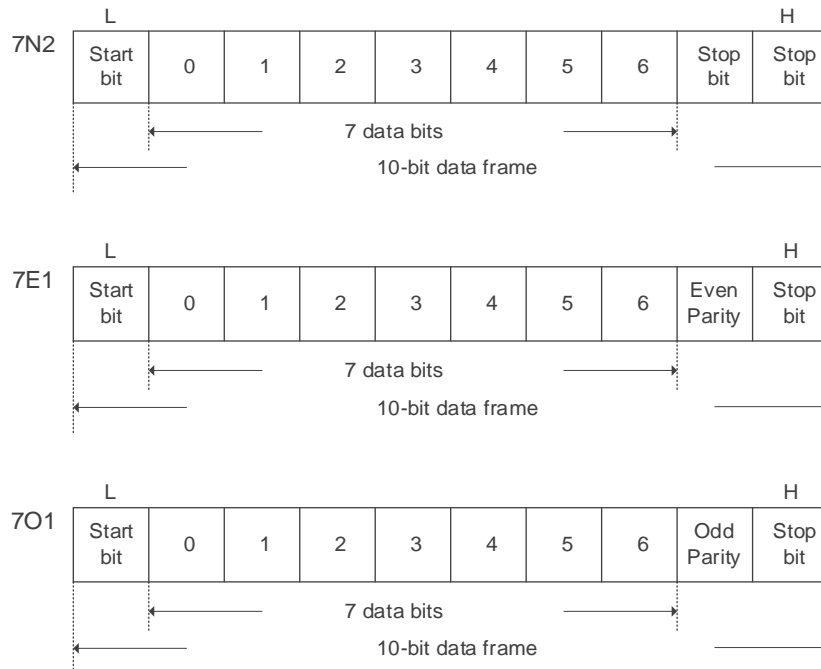 L H
7N2
Start bit 0 1 2 3 4 5 6 Stop bit Stop bit
7 data bits
10-bit data frame
L H
7E1
Start bit 0 1 2 3 4 5 6 Even Parity Stop bit
7 data bits
10-bit data frame
L H
7O1
Start bit 0 1 2 3 4 5 6 Odd Parity Stop bit
7 data bits
10-bit data frame